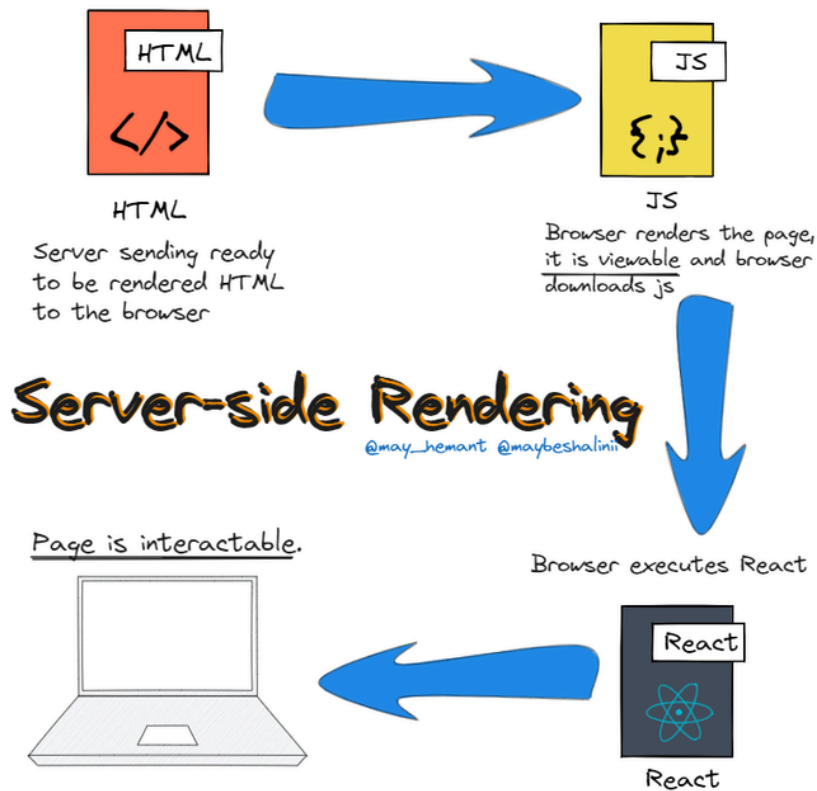 HTML
</>
HTML
Server sending ready
to be rendered HTML
to the browser
JS
{;}
JS
Browser renders the page,
it is viewable and browser
downloads js
Server-side Rendering
@may_hemant @maybeshalinii
Browser executes React
React
React
Page is interactable.